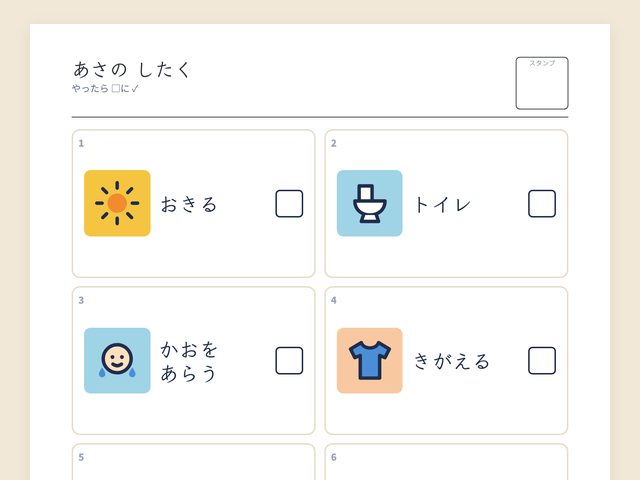 あさの したく
やったら □に ✓
スタンプ
1
おきる
2
トイレ
3
かおを
あらう
4
きがえる
5
6